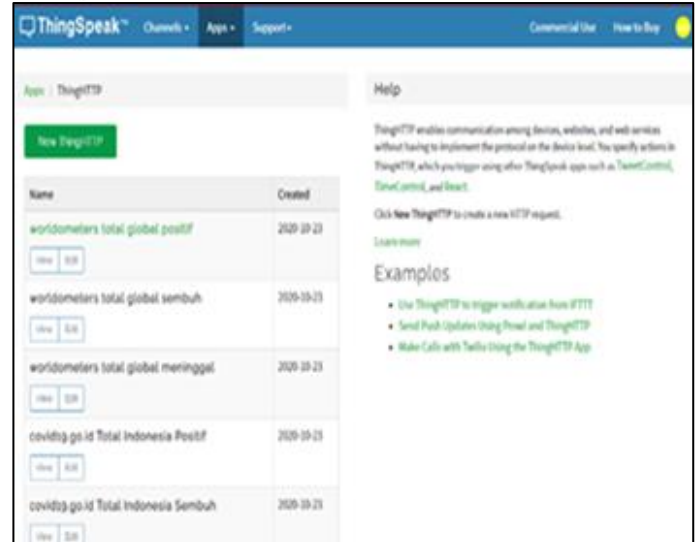 ThingSpeak™ Channels Apps Support Commercial Use How to Buy
Apps / ThingHTTP
New ThingHTTP
Name Created
worldometers total global positif 2020-10-23
View Edit
worldometers total global sembuh 2020-10-23
View Edit
worldometers total global meninggal 2020-10-23
View Edit
covid19.go.id Total Indonesia Positif 2020-10-23
View Edit
covid19.go.id Total Indonesia Sembuh 2020-10-23
View Edit
Help
ThingHTTP enables communication among devices, websites, and web services
without having to implement the protocol on the device level. You specify actions in
ThingHTTP, which you trigger using other ThingSpeak apps such as TweetControl,
TimeControl, and React.
Click New ThingHTTP to create a new HTTP request.
Learn more
Examples
Use ThingHTTP to trigger notification from IFTTT
Send Push Updates Using Prowl and ThingHTTP
Make Calls with Twilio Using the ThingHTTP App